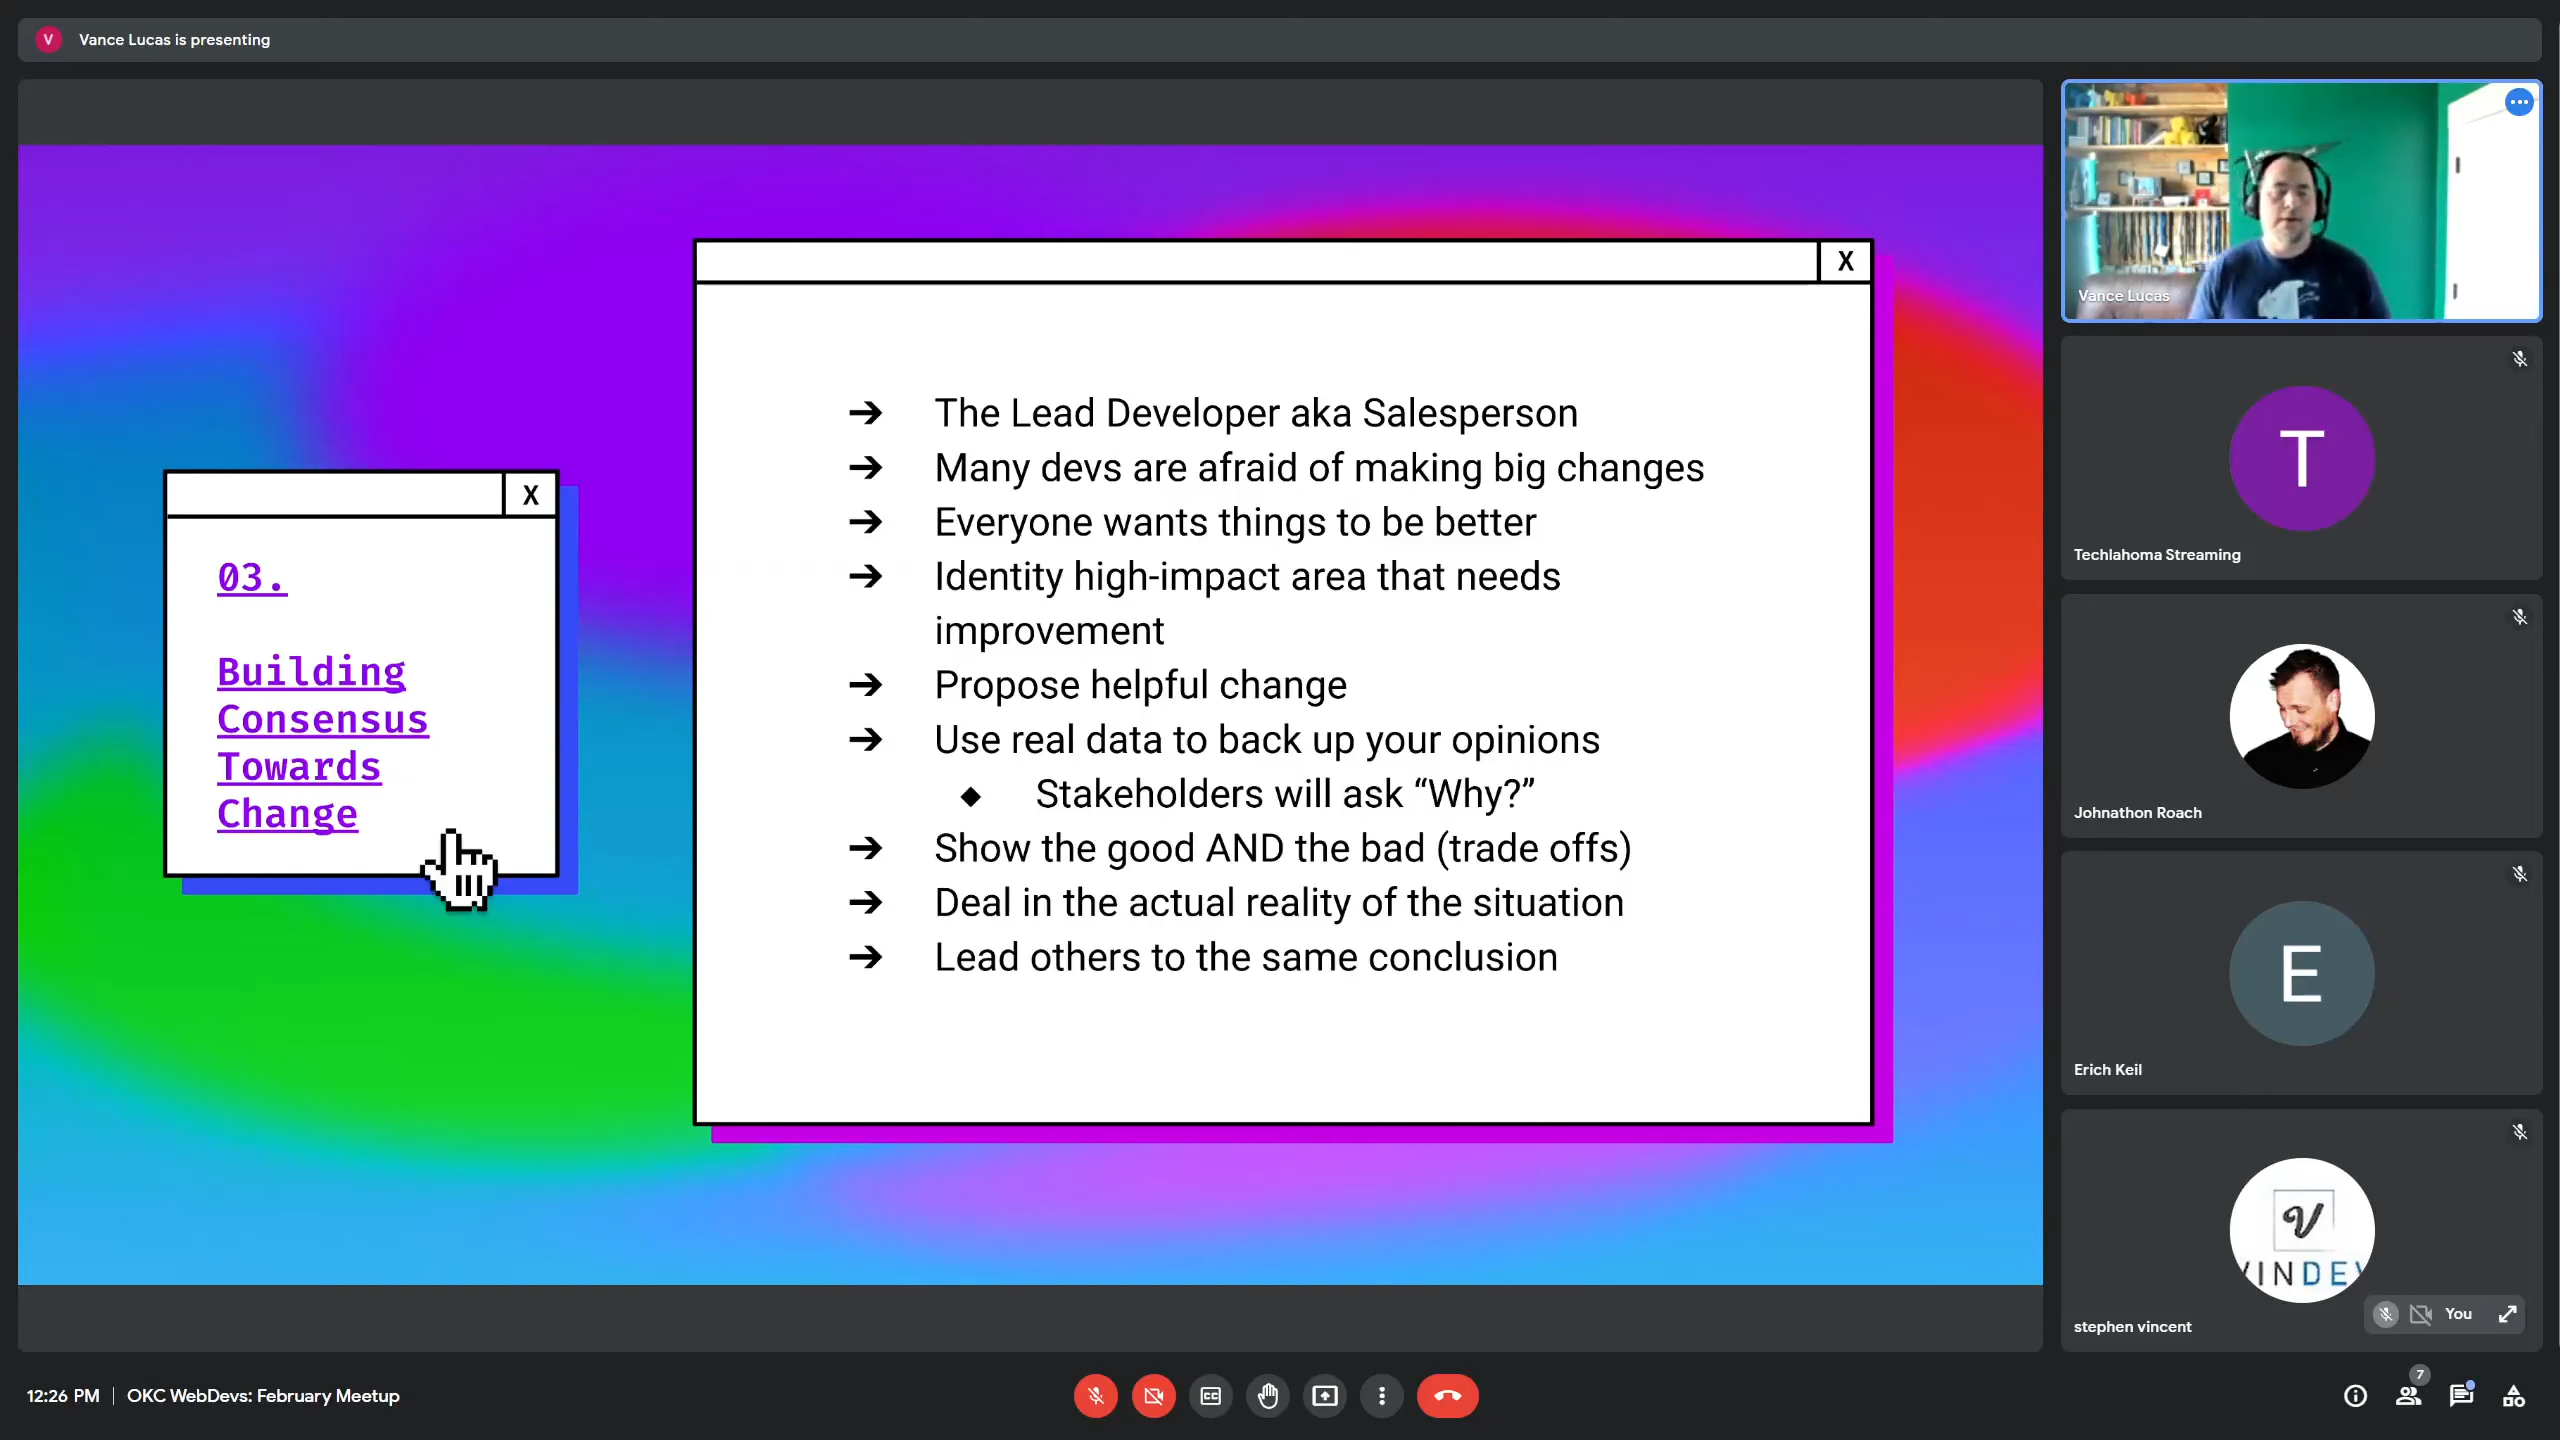 V
Vance Lucas is presenting
X
➔ The Lead Developer aka Salesperson
➔ Many devs are afraid of making big changes
➔ Everyone wants things to be better
➔ Identity high-impact area that needs
improvement
➔ Propose helpful change
➔ Use real data to back up your opinions
◆ Stakeholders will ask “Why?”
➔ Show the good AND the bad (trade offs)
➔ Deal in the actual reality of the situation
➔ Lead others to the same conclusion
X
03.
Building
Consensus
Towards
Change
Vance Lucas
T
Techlahoma Streaming
Johnathon Roach
E
Erich Keil
V
VINDEV
stephen vincent
You
12:26 PM | OKC WebDevs: February Meetup
CC
7